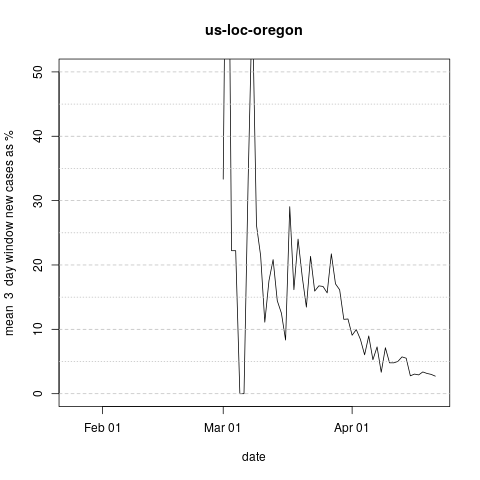 us-loc-oregon
mean 3 day window new cases as %
50
40
30
20
10
0
Feb 01
Mar 01
Apr 01
date